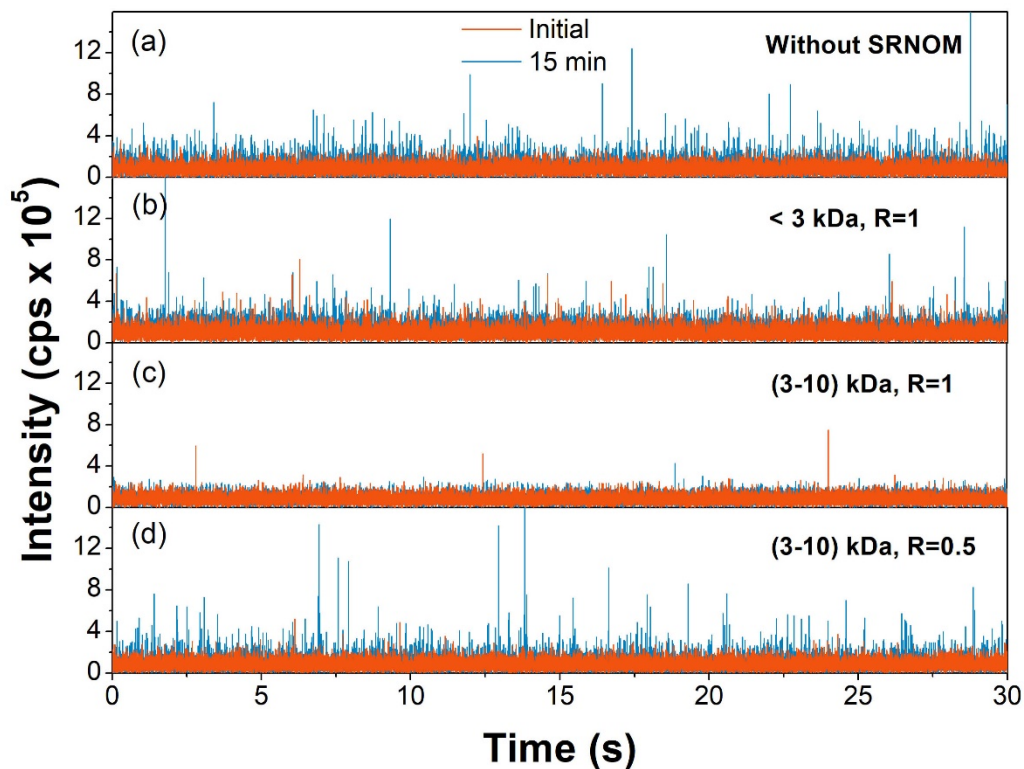 Intensity (cps x 10⁵)
(a)
Initial
15 min
Without SRNOM
12
8
4
0
(b)
< 3 kDa, R=1
12
8
4
0
(c)
(3-10) kDa, R=1
12
8
4
0
(d)
(3-10) kDa, R=0.5
12
8
4
0
0 5 10 15 20 25 30
Time (s)